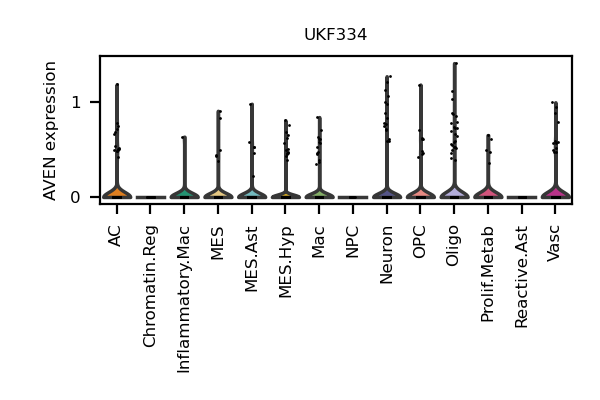 UKF334
AVEN expression
1
0
AC
Chromatin.Reg
Inflammatory.Mac
MES
MES.Ast
MES.Hyp
Mac
NPC
Neuron
OPC
Oligo
Prolif.Metab
Reactive.Ast
Vasc